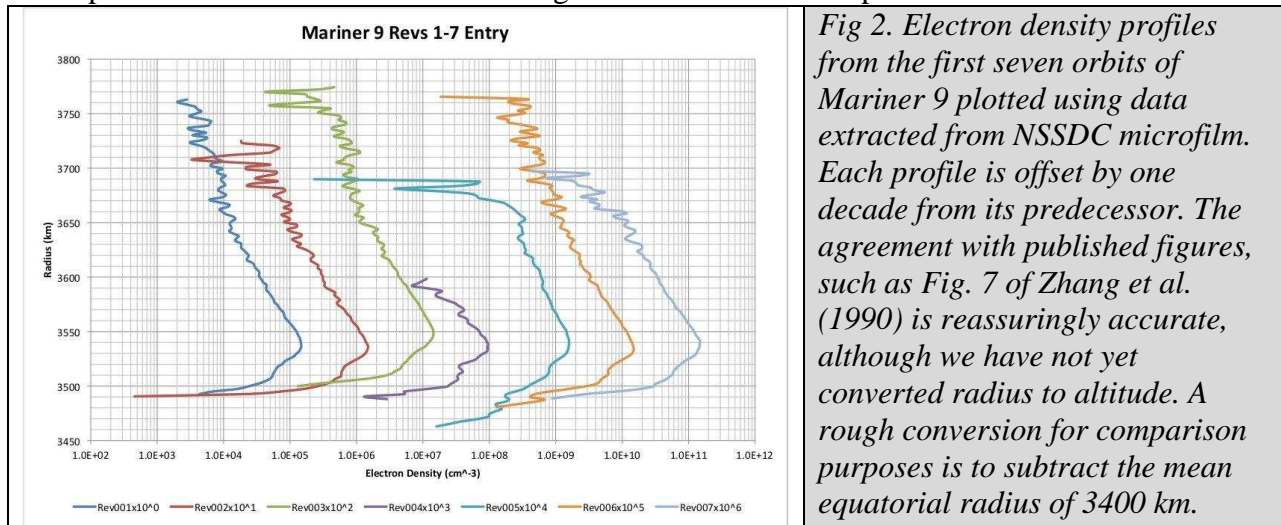 Mariner 9 Revs 1-7 Entry
3800
3750
3700
3650
3600
3550
3500
3450
Radius (km)
1.0E+02 1.0E+03 1.0E+04 1.0E+05 1.0E+06 1.0E+07 1.0E+08 1.0E+09 1.0E+10 1.0E+11 1.0E+12
Electron Density (cm^-3)
Rev001x10^0 Rev002x10^1 Rev003x10^2 Rev004x10^3 Rev005x10^4 Rev006x10^5 Rev007x10^6
Fig 2. Electron density profiles
from the first seven orbits of
Mariner 9 plotted using data
extracted from NSSDC microfilm.
Each profile is offset by one
decade from its predecessor. The
agreement with published figures,
such as Fig. 7 of Zhang et al.
(1990) is reassuringly accurate,
although we have not yet
converted radius to altitude. A
rough conversion for comparison
purposes is to subtract the mean
equatorial radius of 3400 km.